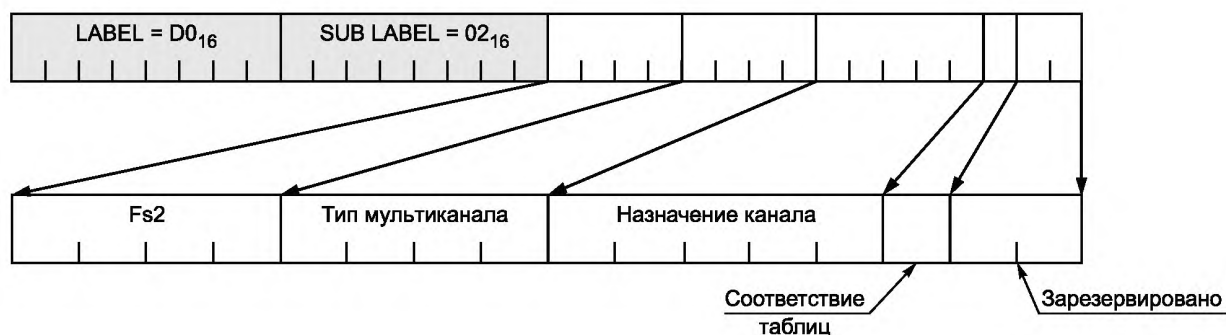 LABEL = D0₁₆ SUB LABEL = 02₁₆
Fs2 Тип мультиканала Назначение канала
Соответствие таблиц
Зарезервировано